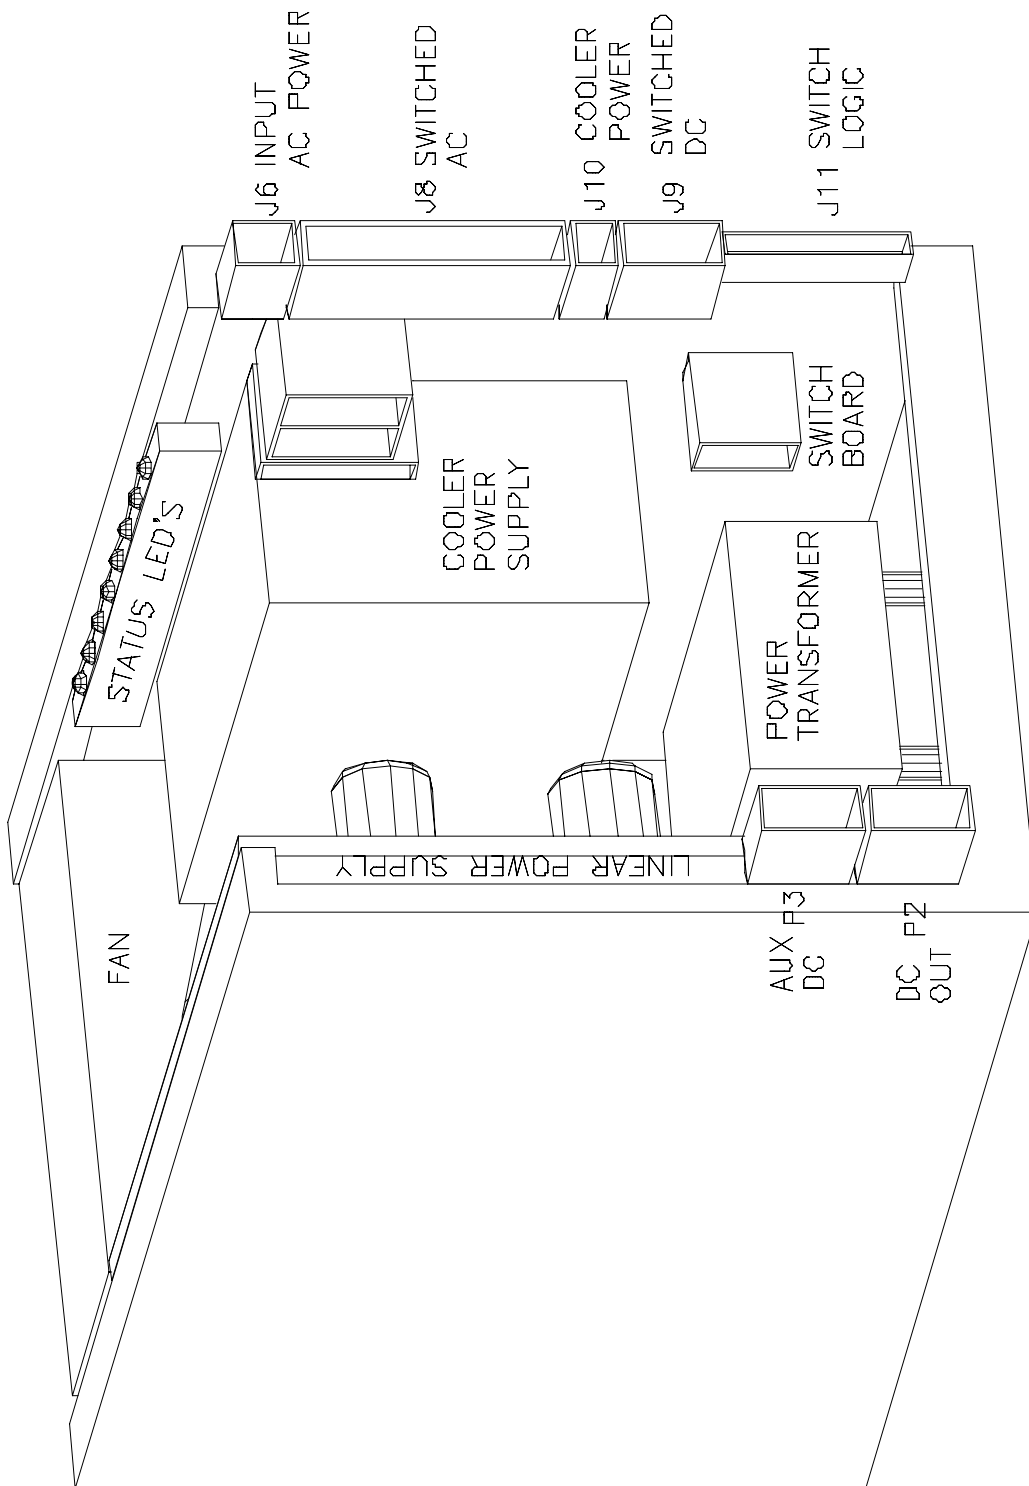 J6 INPUT
AC POWER
J8 SWITCHED
AC
J10 COOLER
POWER
J9 SWITCHED
DC
J11 SWITCH
LOGIC
STATUS LED'S
COOLER
POWER
SUPPLY
SWITCH
BOARD
POWER
TRANSFORMER
LINEAR POWER SUPPLY
FAN
AUX P3
DC
DC P2
OUT